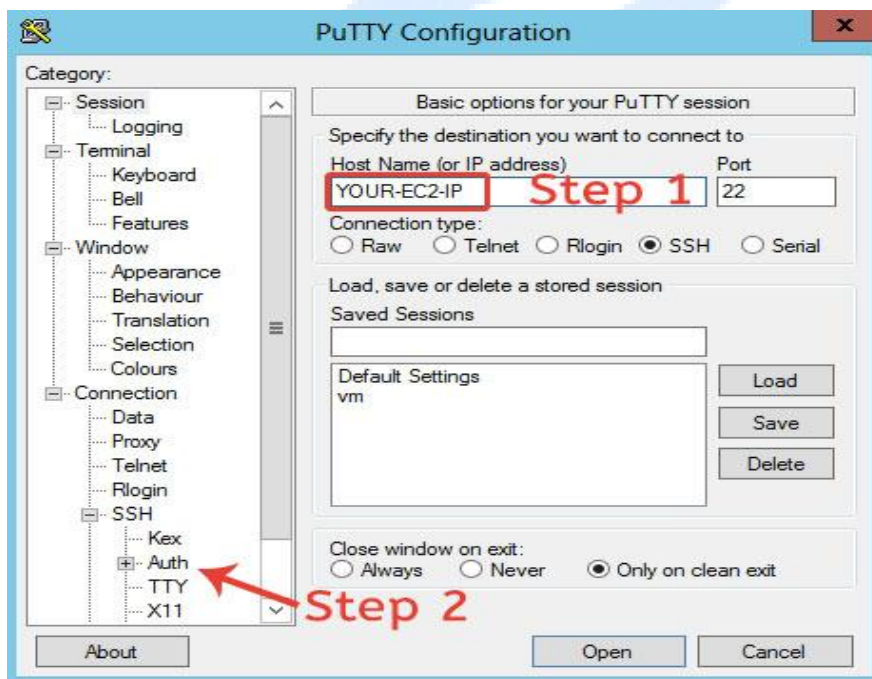 PuTTY Configuration
x
Category:
Session
Logging
Terminal
Keyboard
Bell
Features
Window
Appearance
Behaviour
Translation
Selection
Colours
Connection
Data
Proxy
Telnet
Rlogin
SSH
Kex
Auth
TTY
X11
Basic options for your PuTTY session
Specify the destination you want to connect to
Host Name (or IP address) Port
YOUR-EC2-IP Step 1 22
Connection type:
Raw Telnet Rlogin SSH Serial
Load, save or delete a stored session
Saved Sessions
Default Settings
vm
Load
Save
Delete
Close window on exit:
Always Never Only on clean exit
Step 2
About Open Cancel